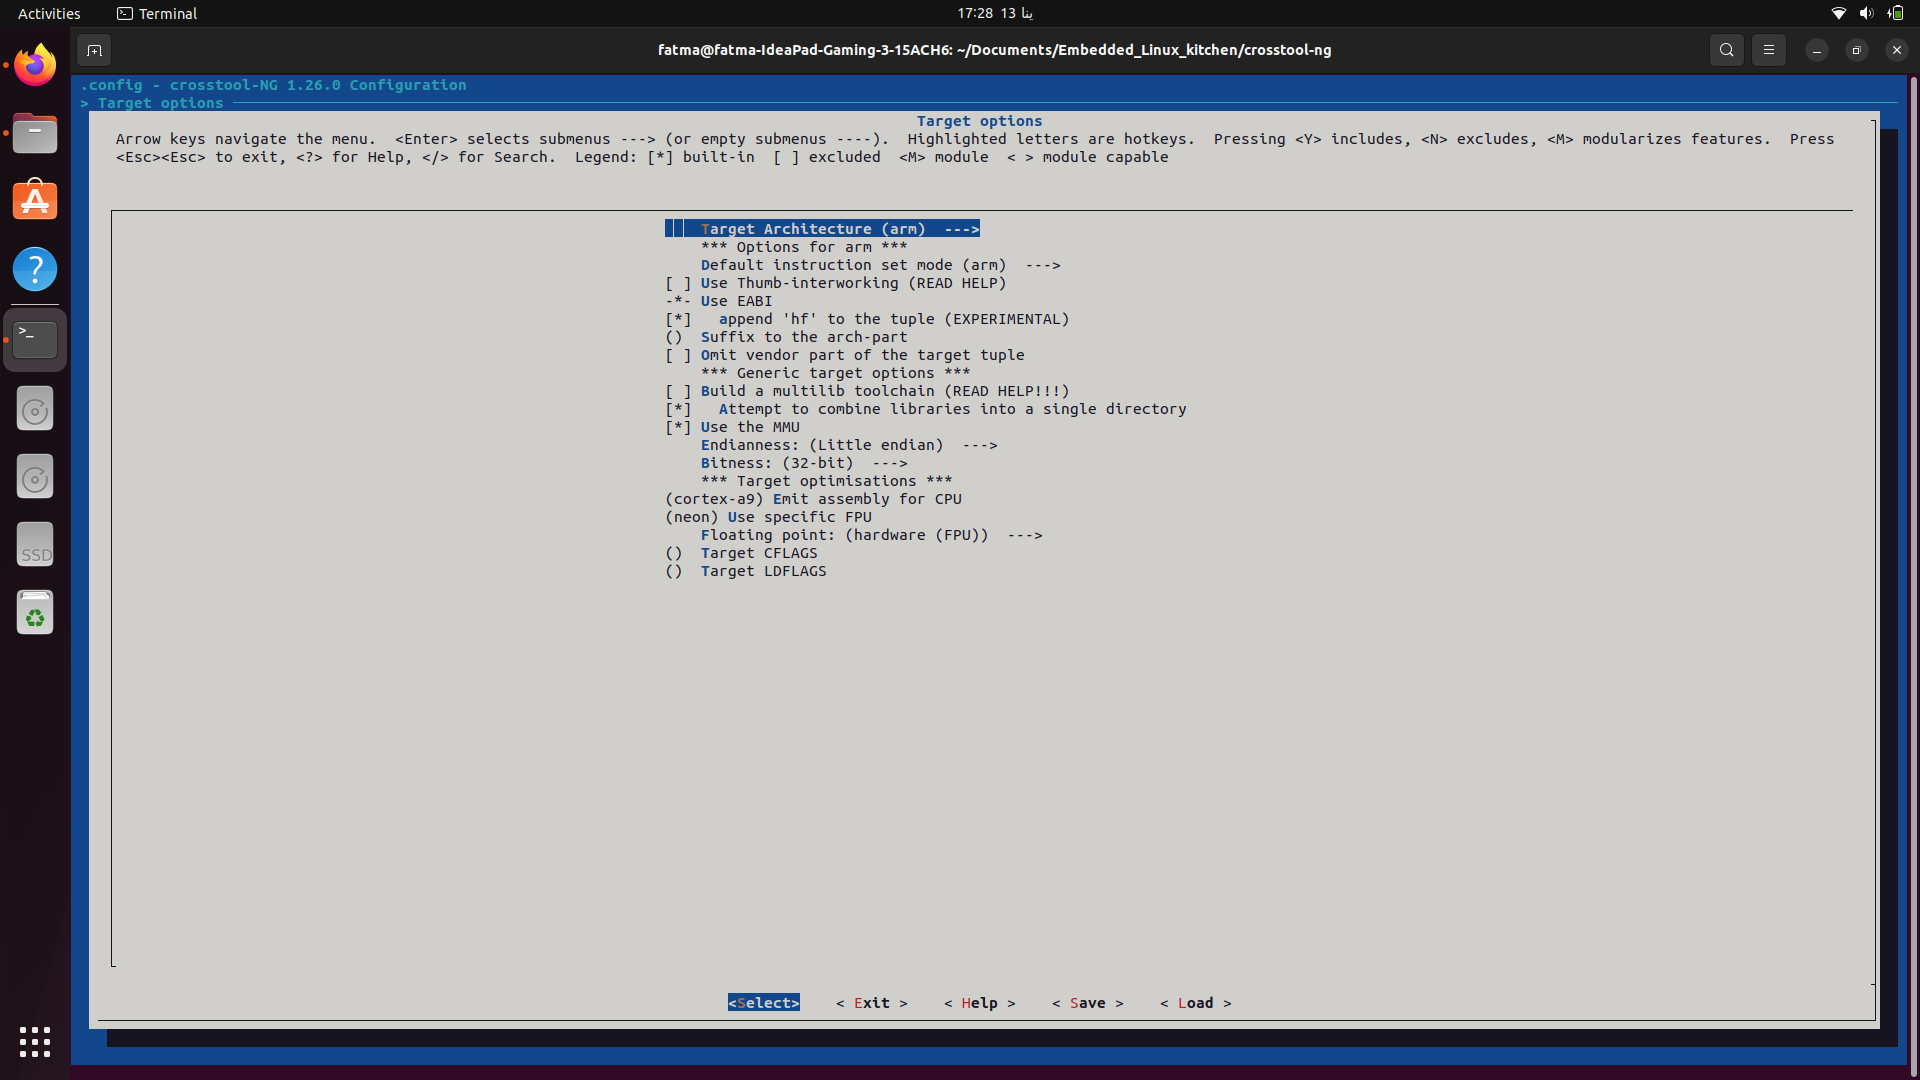 Activities
Terminal
17:28 13 ينا
fatma@fatma-IdeaPad-Gaming-3-15ACH6: ~/Documents/Embedded_Linux_kitchen/crosstool-ng
.config - crosstool-NG 1.26.0 Configuration
> Target options
Target options
Arrow keys navigate the menu.  <Enter> selects submenus ---> (or empty submenus ----).  Highlighted letters are hotkeys.  Pressing <Y> includes, <N> excludes, <M> modularizes features.  Press
<Esc><Esc> to exit, <?> for Help, </> for Search.  Legend: [*] built-in  [ ] excluded  <M> module  < > module capable
Target Architecture (arm)  --->
*** Options for arm ***
Default instruction set mode (arm)  --->
[ ] Use Thumb-interworking (READ HELP)
-*- Use EABI
[*]   append 'hf' to the tuple (EXPERIMENTAL)
()  Suffix to the arch-part
[ ] Omit vendor part of the target tuple
*** Generic target options ***
[ ] Build a multilib toolchain (READ HELP!!!)
[*]   Attempt to combine libraries into a single directory
[*] Use the MMU
Endianness: (Little endian)  --->
Bitness: (32-bit)  --->
*** Target optimisations ***
(cortex-a9) Emit assembly for CPU
(neon) Use specific FPU
Floating point: (hardware (FPU))  --->
()  Target CFLAGS
()  Target LDFLAGS
<Select>    < Exit >    < Help >    < Save >    < Load >
SSD